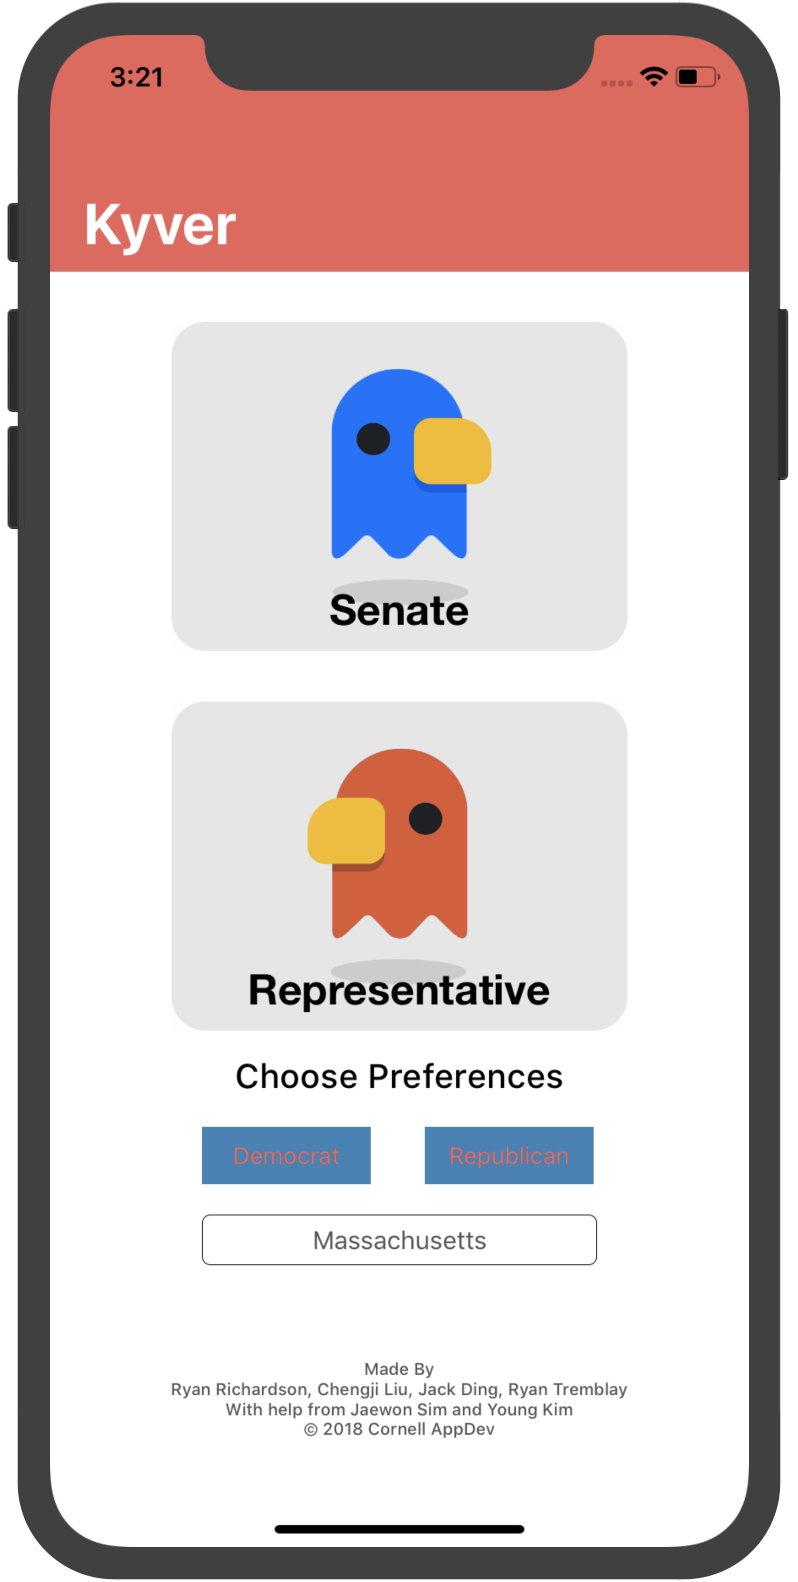 3:21
Kyver
Senate
Representative
Choose Preferences
Democrat
Republican
Massachusetts
Made By
Ryan Richardson, Chengji Liu, Jack Ding, Ryan Tremblay
With help from Jaewon Sim and Young Kim
© 2018 Cornell AppDev